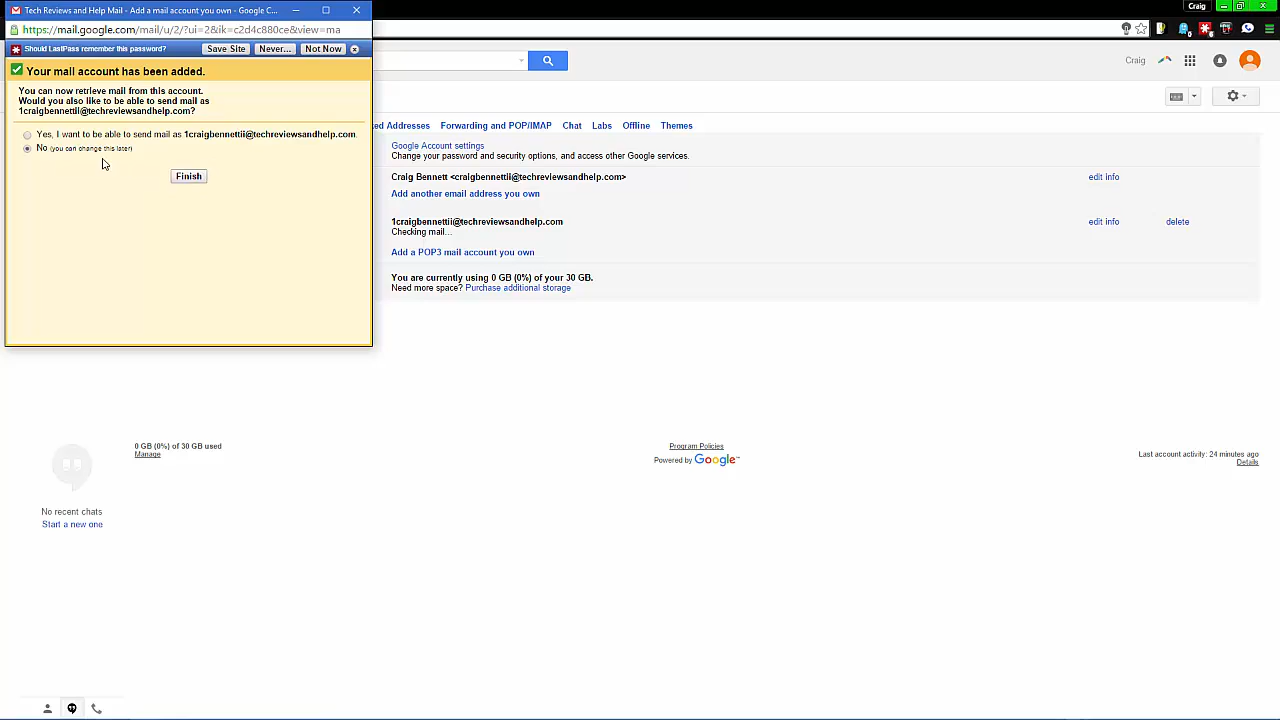 Tech Reviews and Help Mail - Add a mail account you own - Google C...
https://mail.google.com/mail/u/2/?ui=2&ik=c2d4c880ce&view=ma
Should LastPass remember this password?
Save Site
Never...
Not Now
Your mail account has been added.
You can now retrieve mail from this account.
Would you also like to be able to send mail as
1craigbennettii@techreviewsandhelp.com?
Yes, I want to be able to send mail as 1craigbennettii@techreviewsandhelp.com.
No (you can change this later)
Finish
Craig
Craig
ed Addresses
Forwarding and POP/IMAP
Chat
Labs
Offline
Themes
Google Account settings
Change your password and security options, and access other Google services.
Craig Bennett <craigbennettii@techreviewsandhelp.com>
edit info
Add another email address you own
1craigbennettii@techreviewsandhelp.com
edit info
delete
Checking mail...
Add a POP3 mail account you own
You are currently using 0 GB (0%) of your 30 GB.
Need more space? Purchase additional storage
0 GB (0%) of 30 GB used
Manage
Program Policies
Powered by Google™
Last account activity: 24 minutes ago
Details
No recent chats
Start a new one